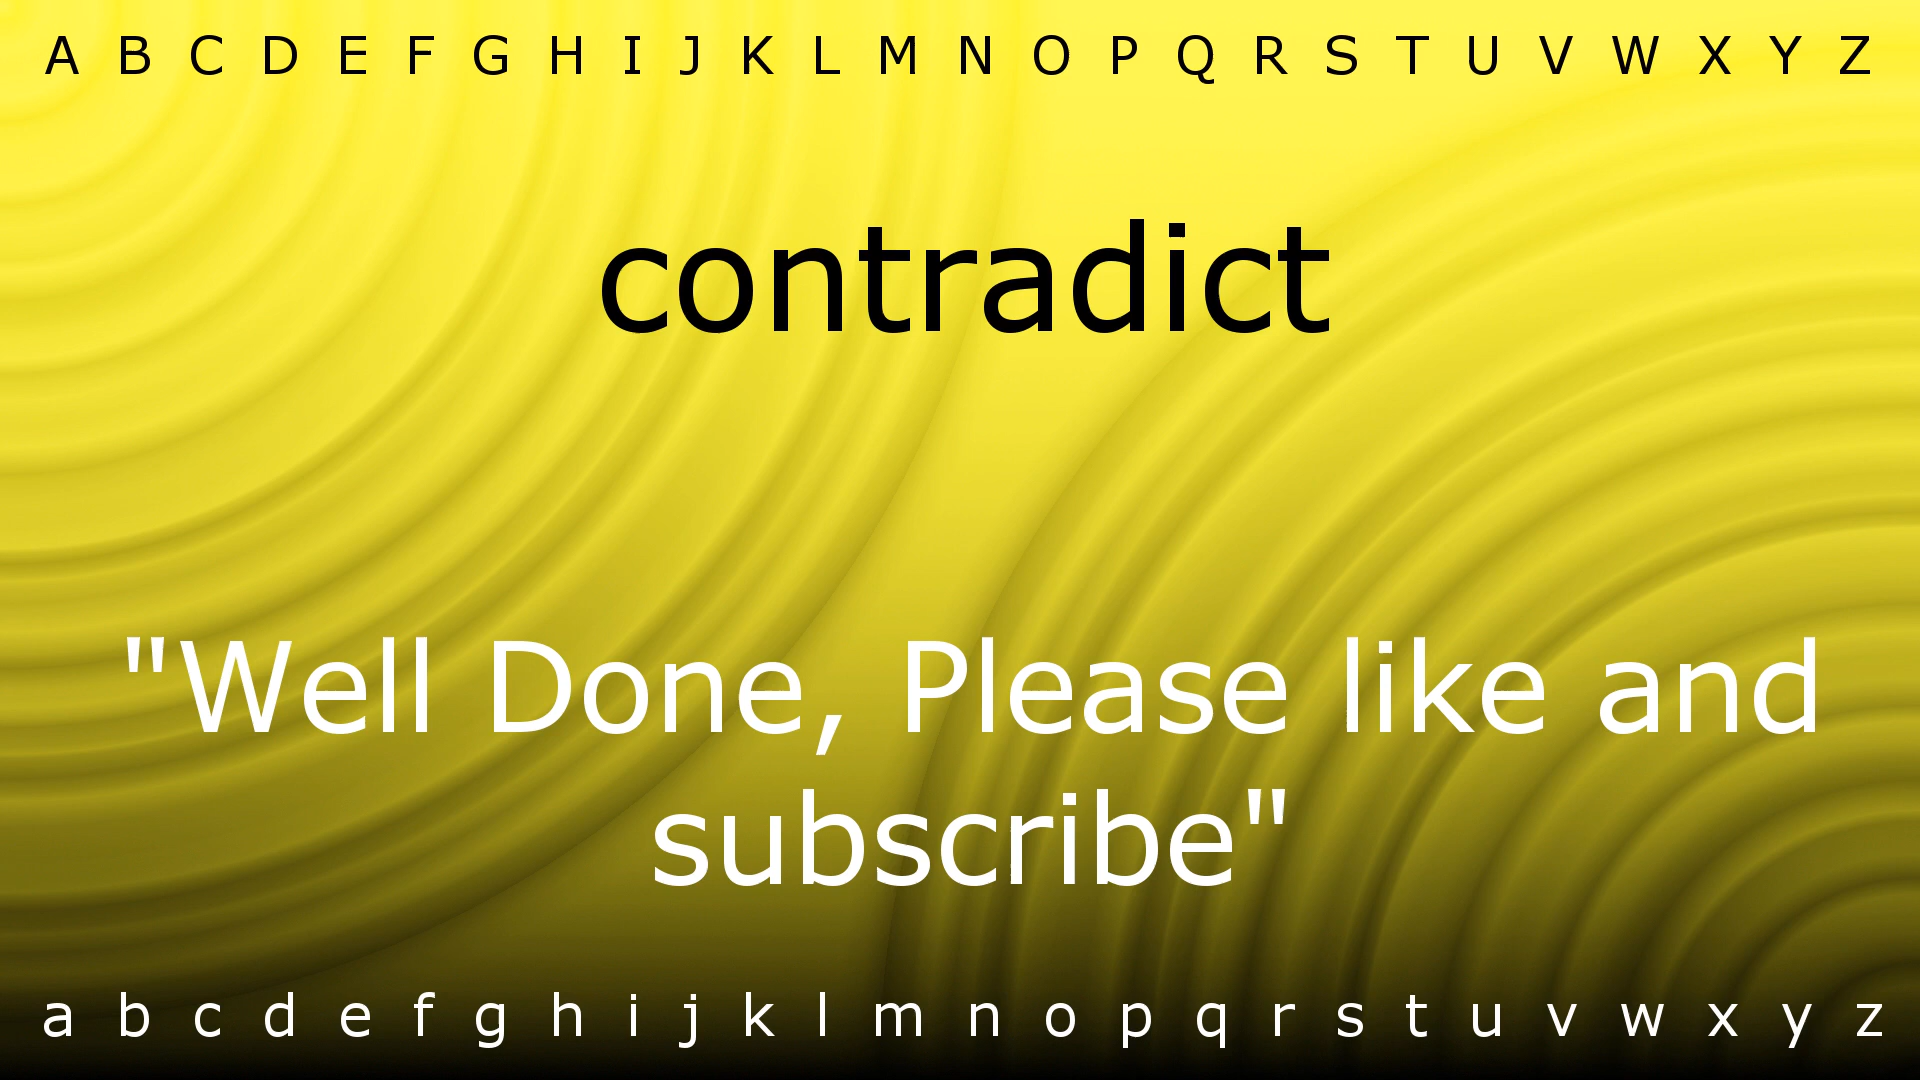 A B C D E F G H I J K L M N O P Q R S T U V W X Y Z
contradict
"Well Done, Please like and
subscribe"
a b c d e f g h i j k l m n o p q r s t u v w x y z